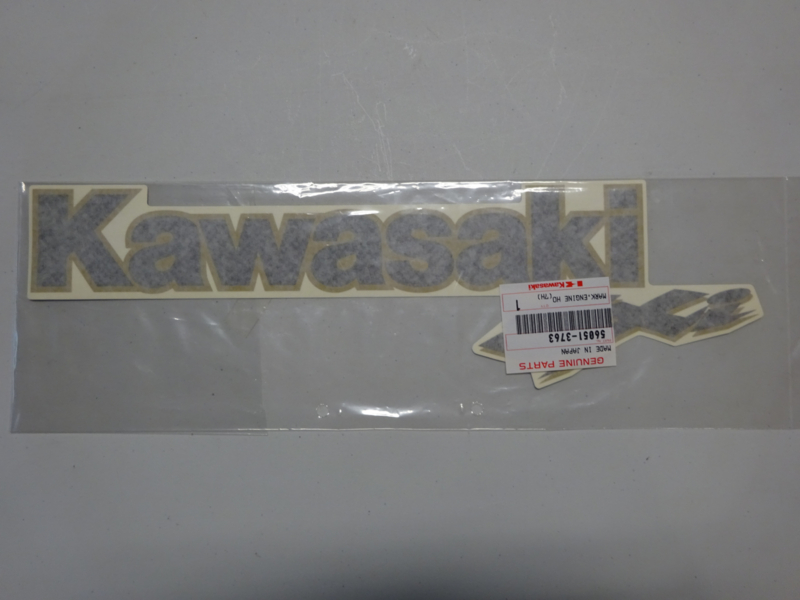 Kawasaki
GENUINE PARTS
MADE IN JAPAN
56051-3763
MARK,ENGINE HO
1
Kawasaki